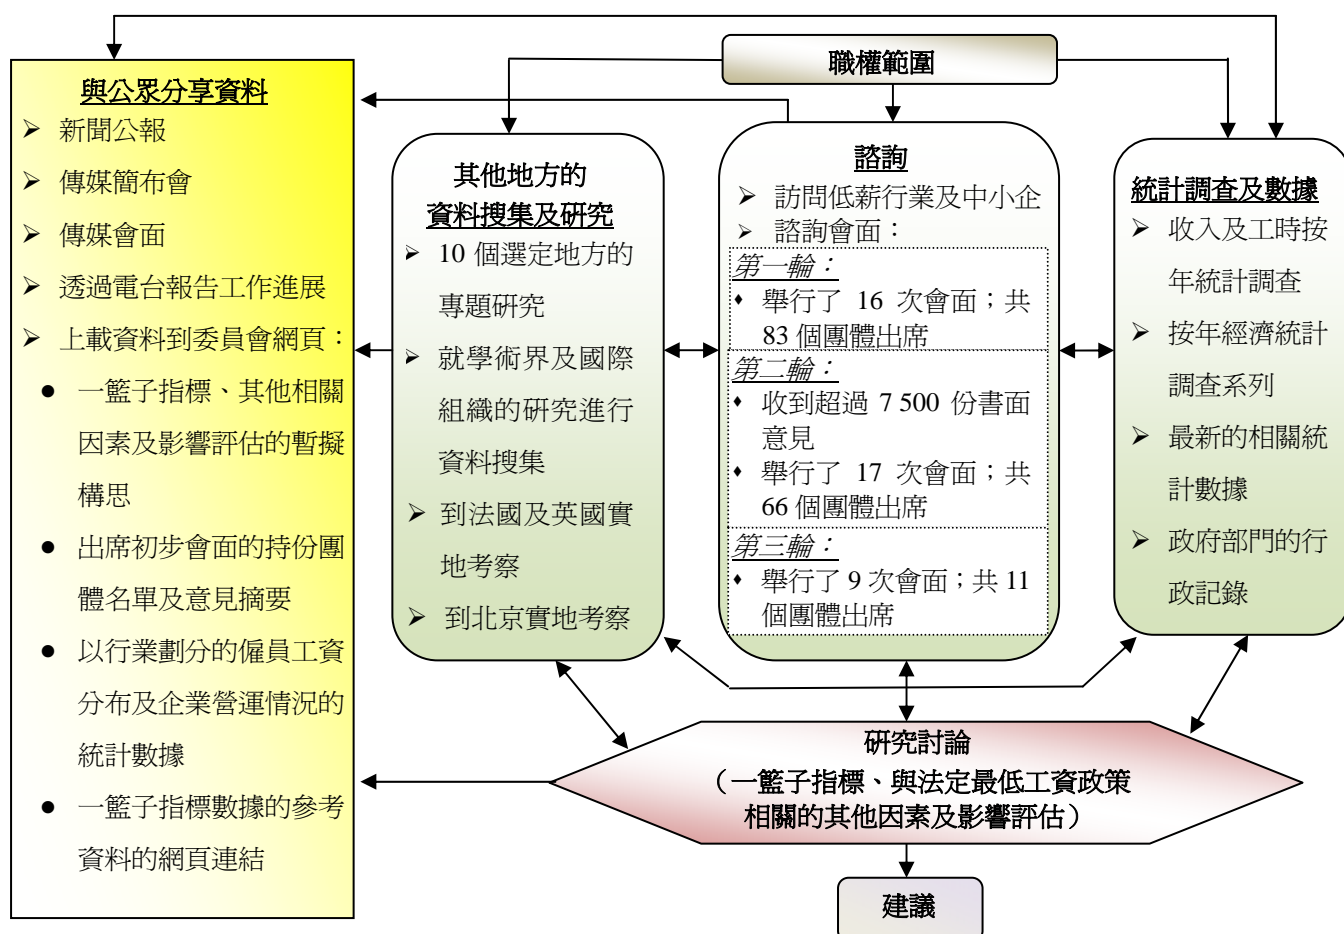 職權範圍
與公眾分享資料
➢ 新聞公報
➢ 傳媒簡布會
➢ 傳媒會面
➢ 透過電台報告工作進展
➢ 上載資料到委員會網頁：
● 一籃子指標、其他相關
因素及影響評估的暫擬
構思
● 出席初步會面的持份團
體名單及意見摘要
● 以行業劃分的僱員工資
分布及企業營運情況的
統計數據
● 一籃子指標數據的參考
資料的網頁連結
其他地方的
資料搜集及研究
➢ 10 個選定地方的
專題研究
➢ 就學術界及國際
組織的研究進行
資料搜集
➢ 到法國及英國實
地考察
➢ 到北京實地考察
諮詢
➢ 訪問低薪行業及中小企
➢ 諮詢會面：
第一輪：
♦ 舉行了 16 次會面；共
83 個團體出席
第二輪：
♦ 收到超過 7 500 份書面
意見
♦ 舉行了 17 次會面；共
66 個團體出席
第三輪：
♦ 舉行了 9 次會面；共 11
個團體出席
統計調查及數據
➢ 收入及工時按
年統計調查
➢ 按年經濟統計
調查系列
➢ 最新的相關統
計數據
➢ 政府部門的行
政記錄
研究討論
（一籃子指標、與法定最低工資政策
相關的其他因素及影響評估）
建議